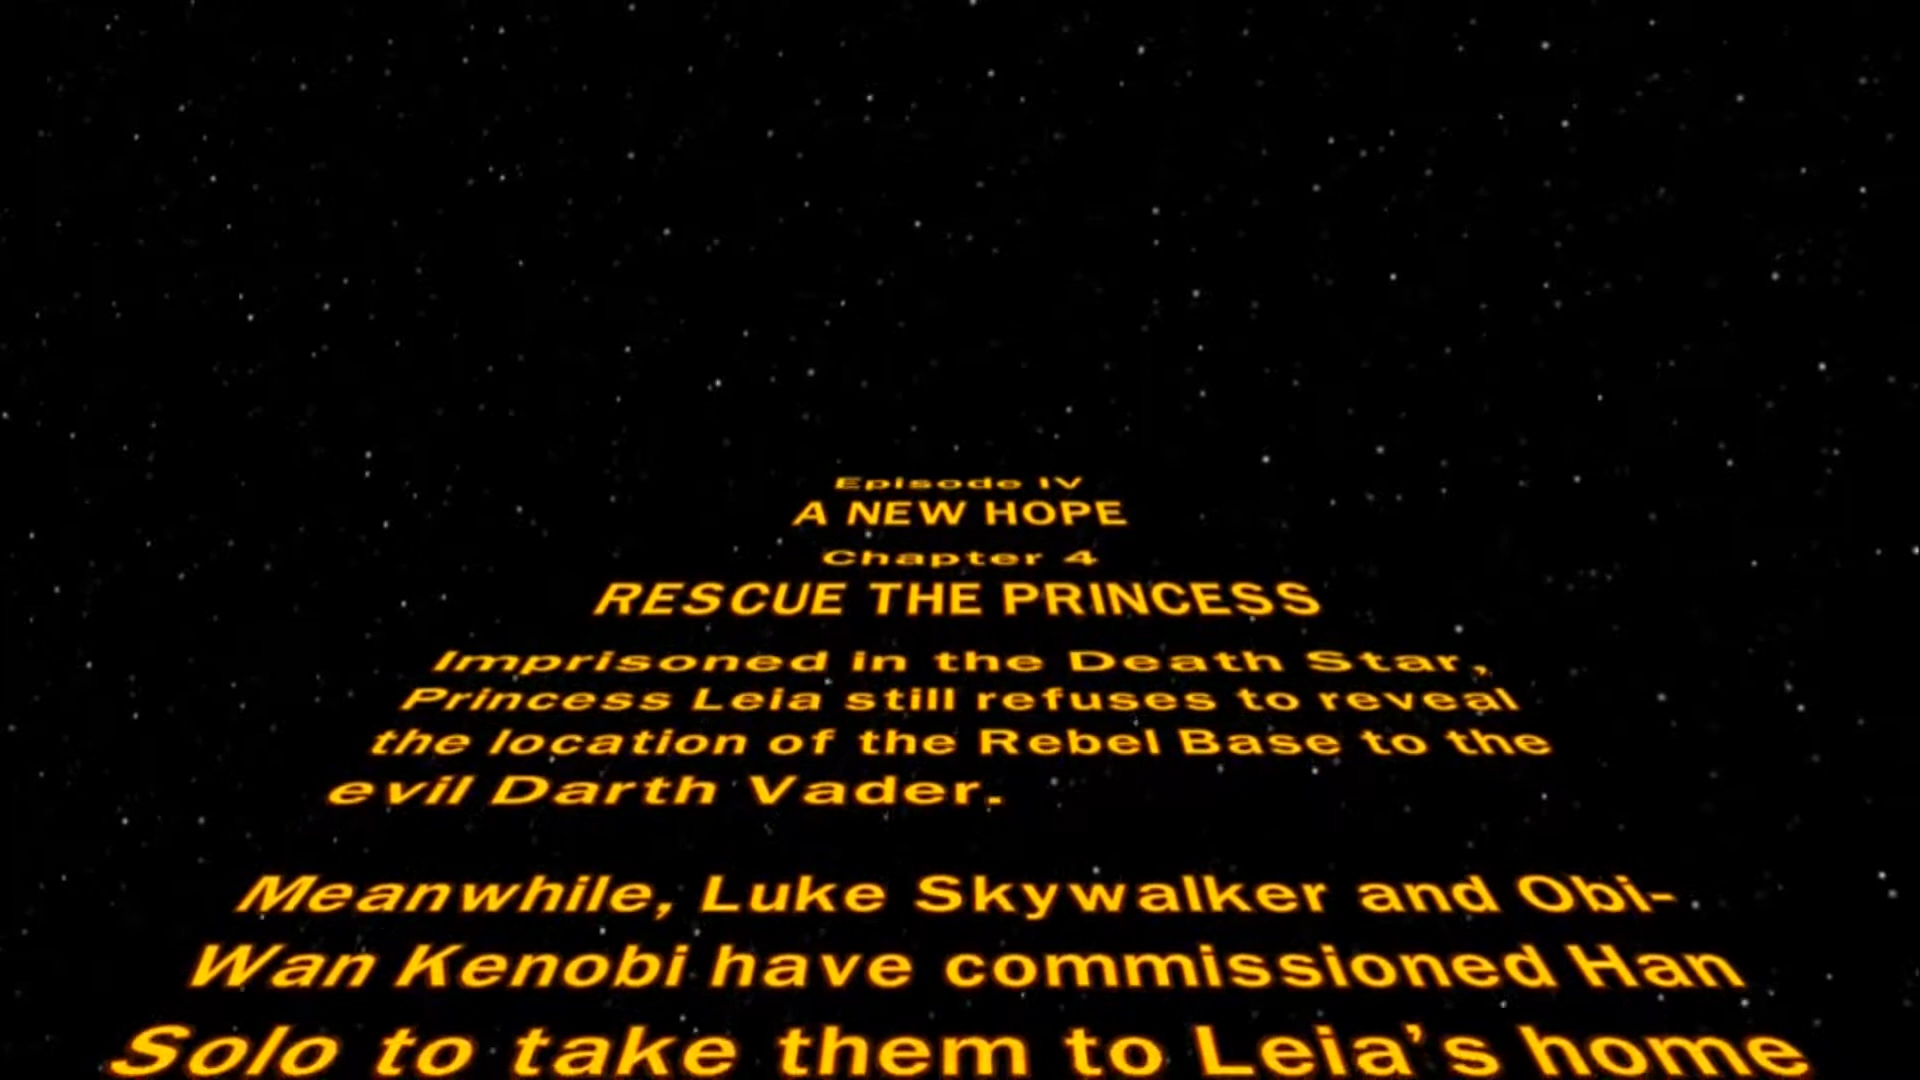 Episode IV
A NEW HOPE
Chapter 4
RESCUE THE PRINCESS
Imprisoned in the Death Star,
Princess Leia still refuses to reveal
the location of the Rebel Base to the
evil Darth Vader.
Meanwhile, Luke Skywalker and Obi-
Wan Kenobi have commissioned Han
Solo to take them to Leia's home